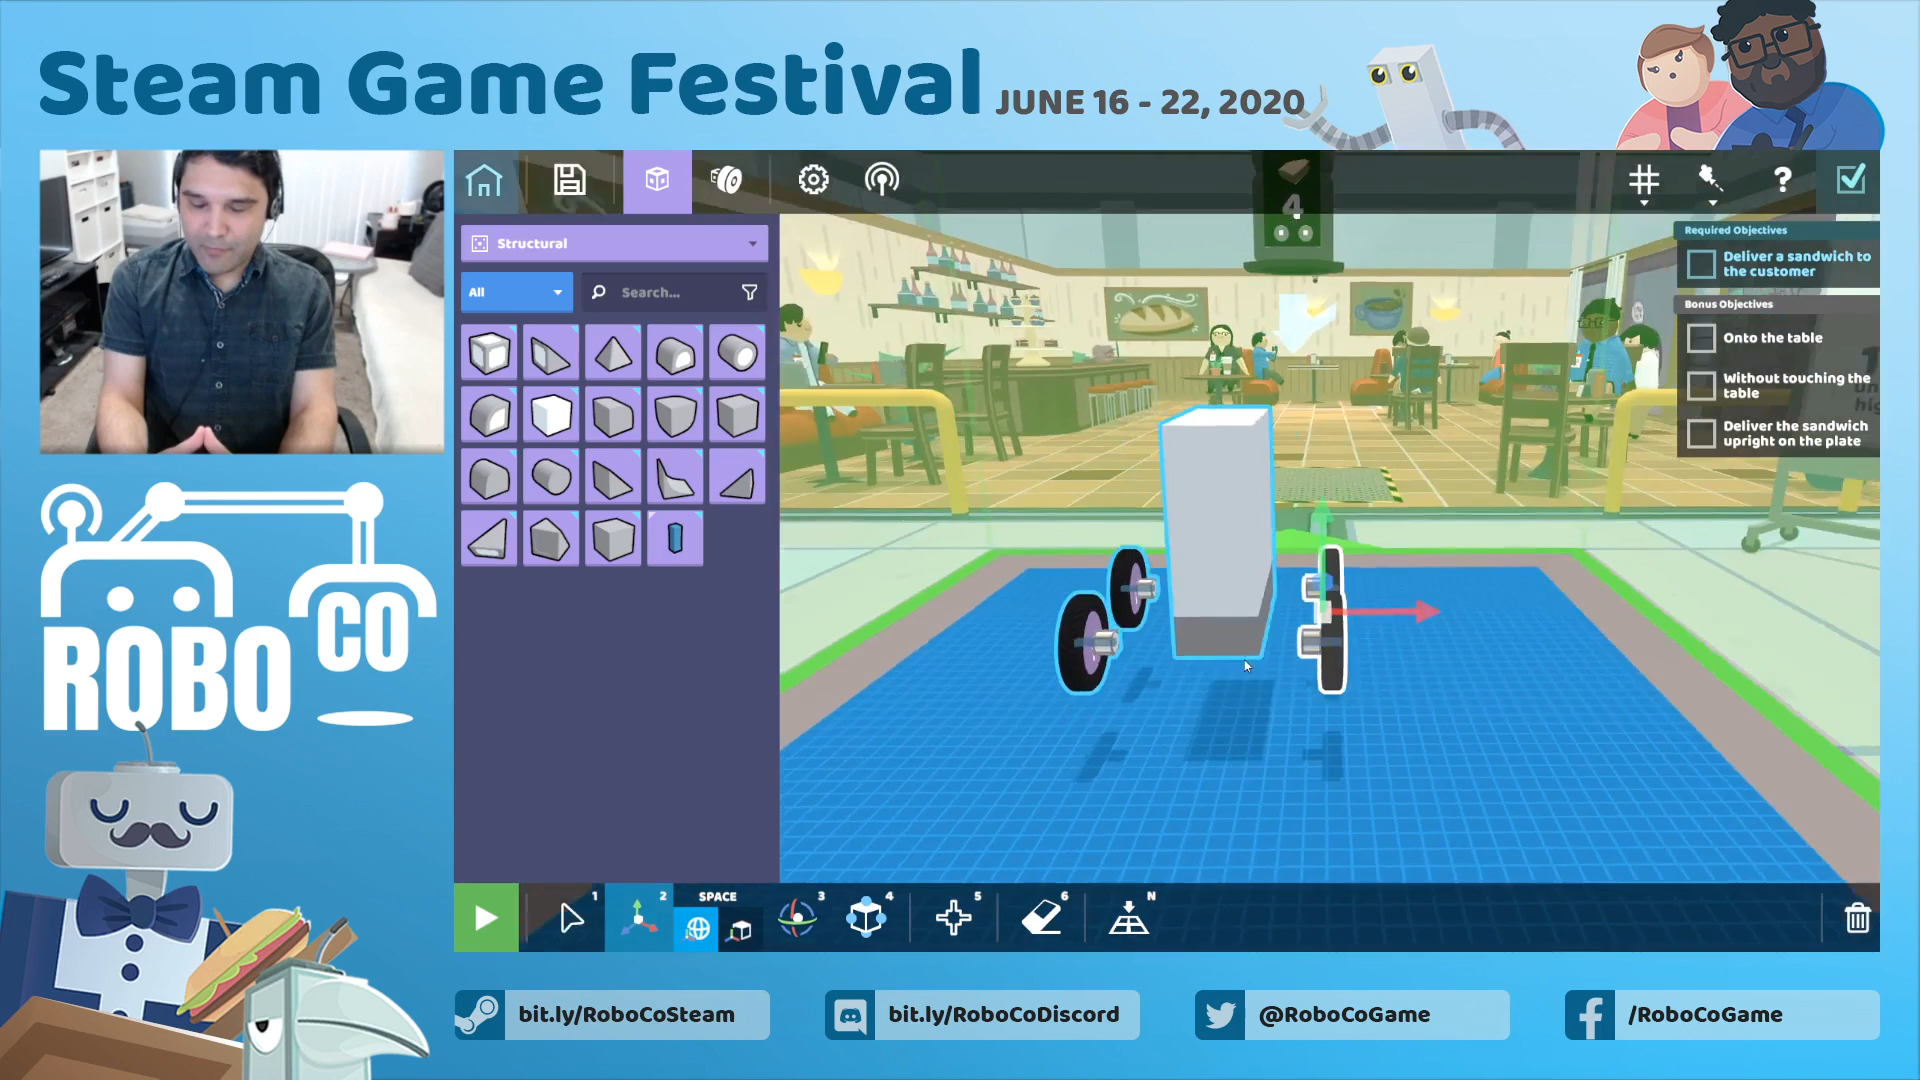 Steam Game Festival JUNE 16 - 22, 2020
4
Structural
All
Search...
Required Objectives
Deliver a sandwich to
the customer
Bonus Objectives
Onto the table
Without touching the
table
Deliver the sandwich
upright on the plate
ROBO
CO
1
2
SPACE
3
4
5
6
N
bit.ly/RoboCoSteam
bit.ly/RoboCoDiscord
@RoboCoGame
/RoboCoGame